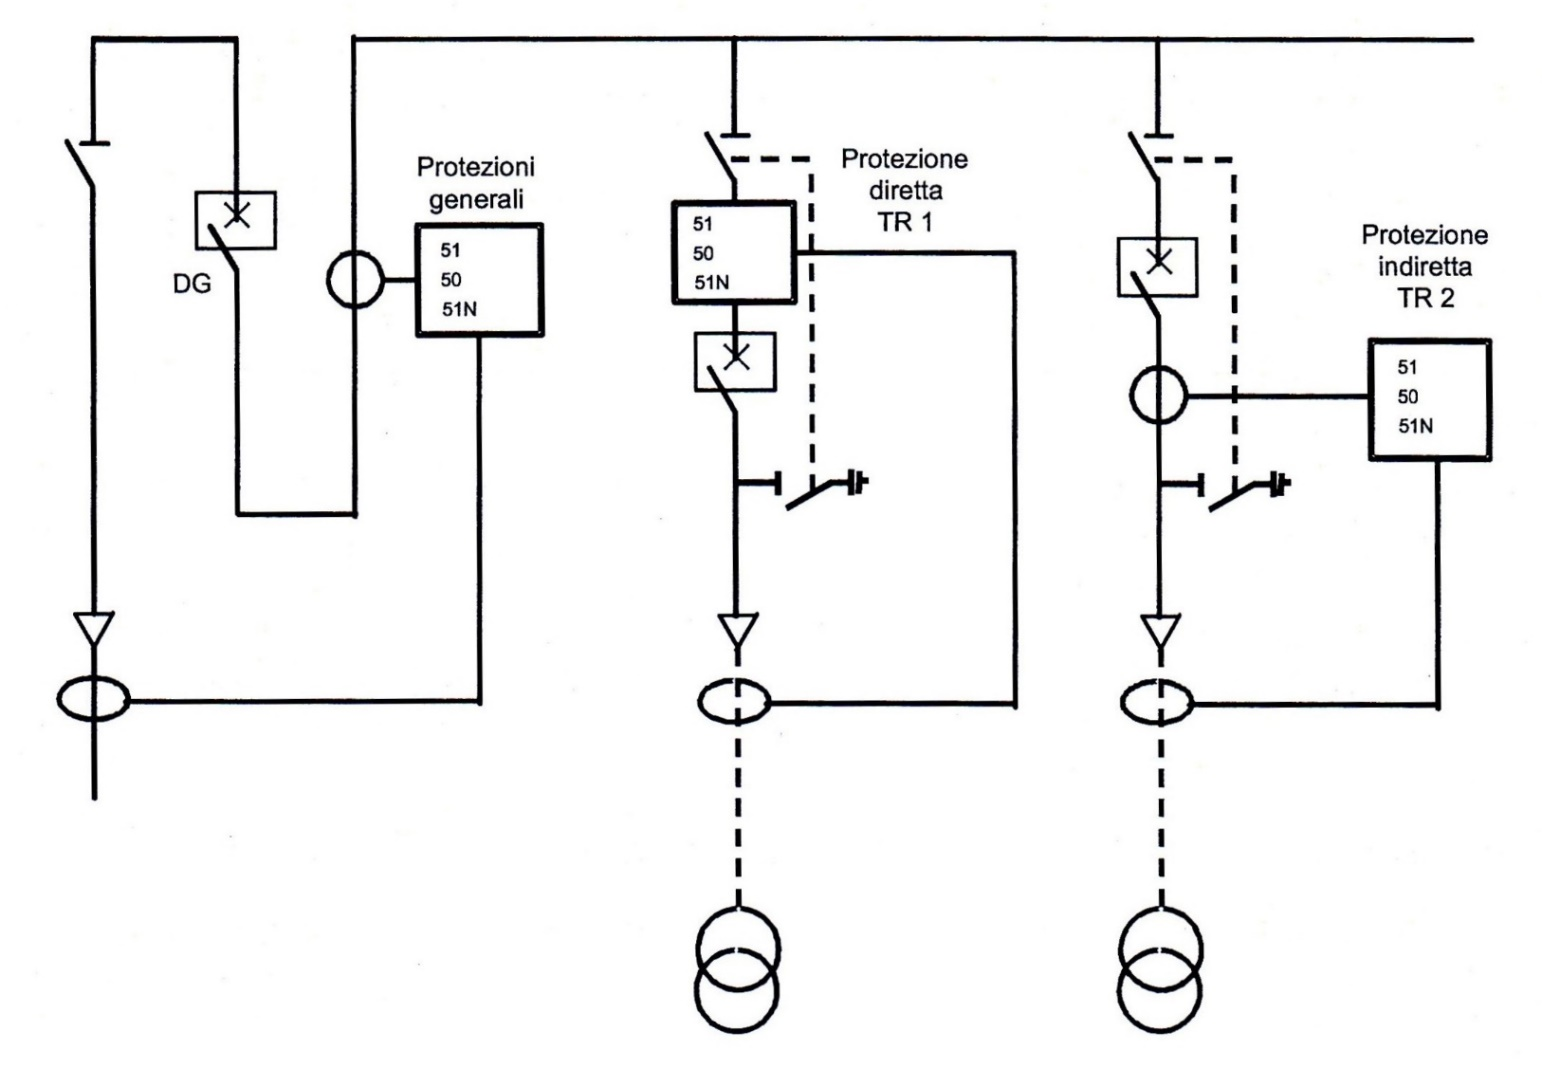 Protezioni
generali
51
50
51N
DG
Protezione
diretta
TR 1
51
50
51N
Protezione
indiretta
TR 2
51
50
51N